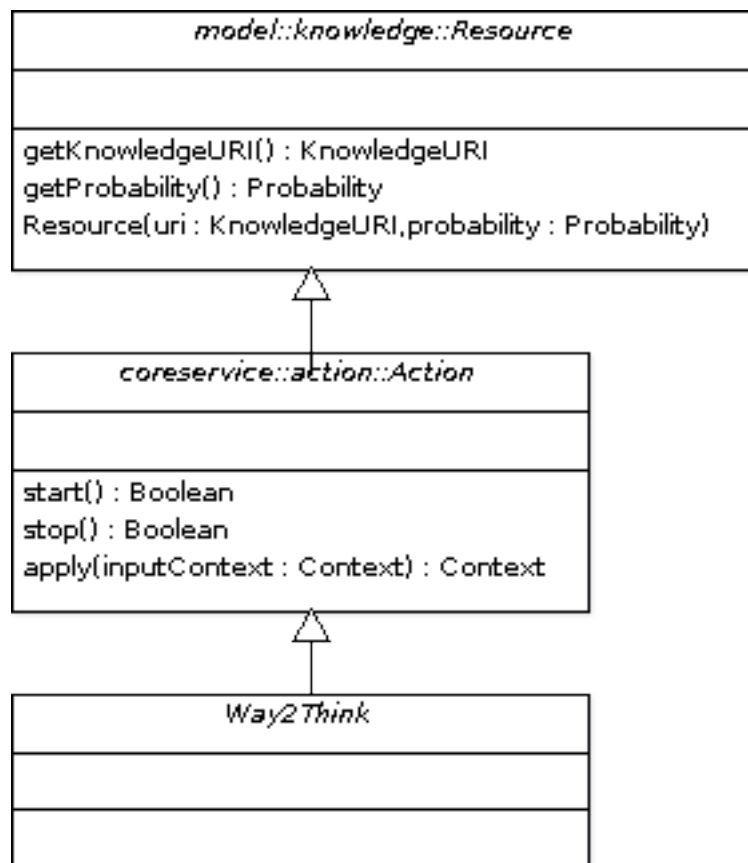 model::knowledge::Resource
getKnowledgeURI() : KnowledgeURI
getProbability() : Probability
Resource(uri : KnowledgeURI,probability : Probability)
coreservice::action::Action
start() : Boolean
stop() : Boolean
apply(inputContext : Context) : Context
Way2Think